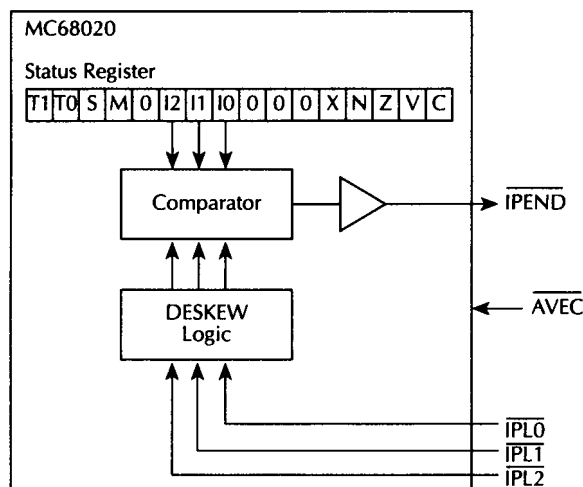 MC68020
Status Register
T1 T0 S M 0 I2 I1 I0 0 0 0 X N Z V C
Comparator
IPEND
DESKEW
Logic
AVEC
IPL0
IPL1
IPL2